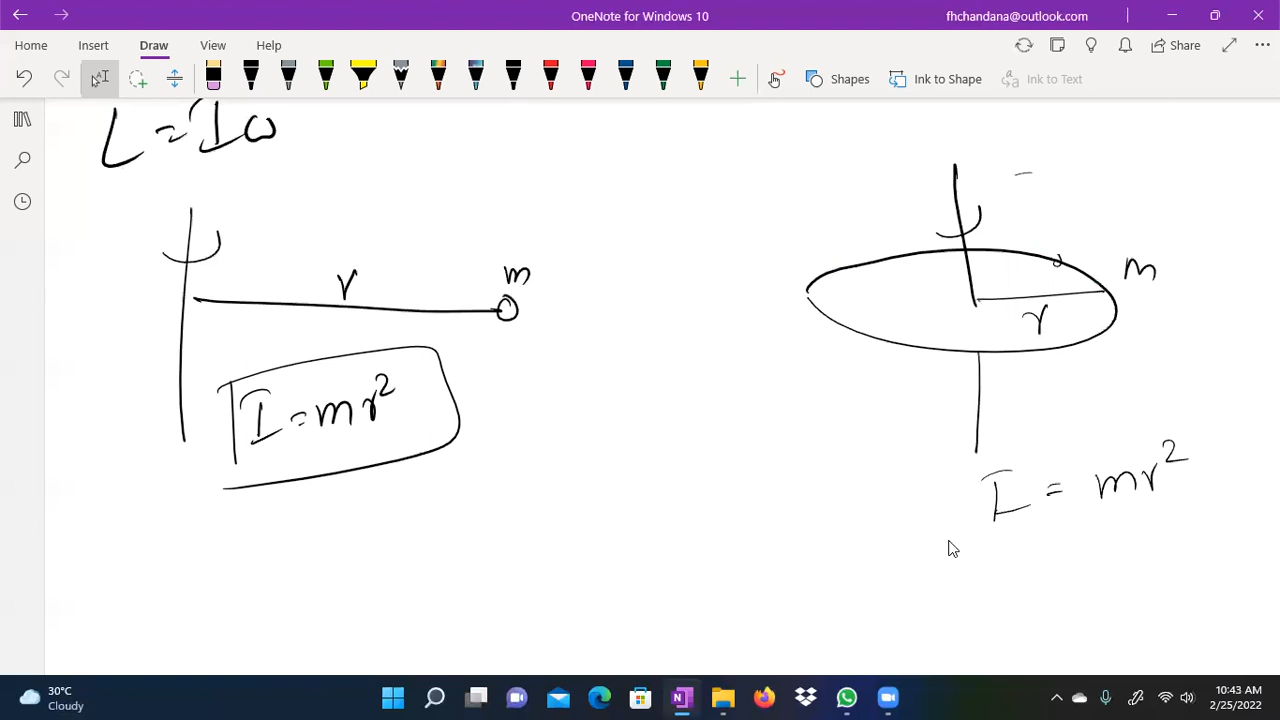 OneNote for Windows 10
fhchandana@outlook.com
Home Insert Draw View Help
Share
Shapes
Ink to Shape
Ink to Text
L = Iω
r
m
I = mr²
m
r
I = mr²
30°C
Cloudy
10:43 AM
2/25/2022